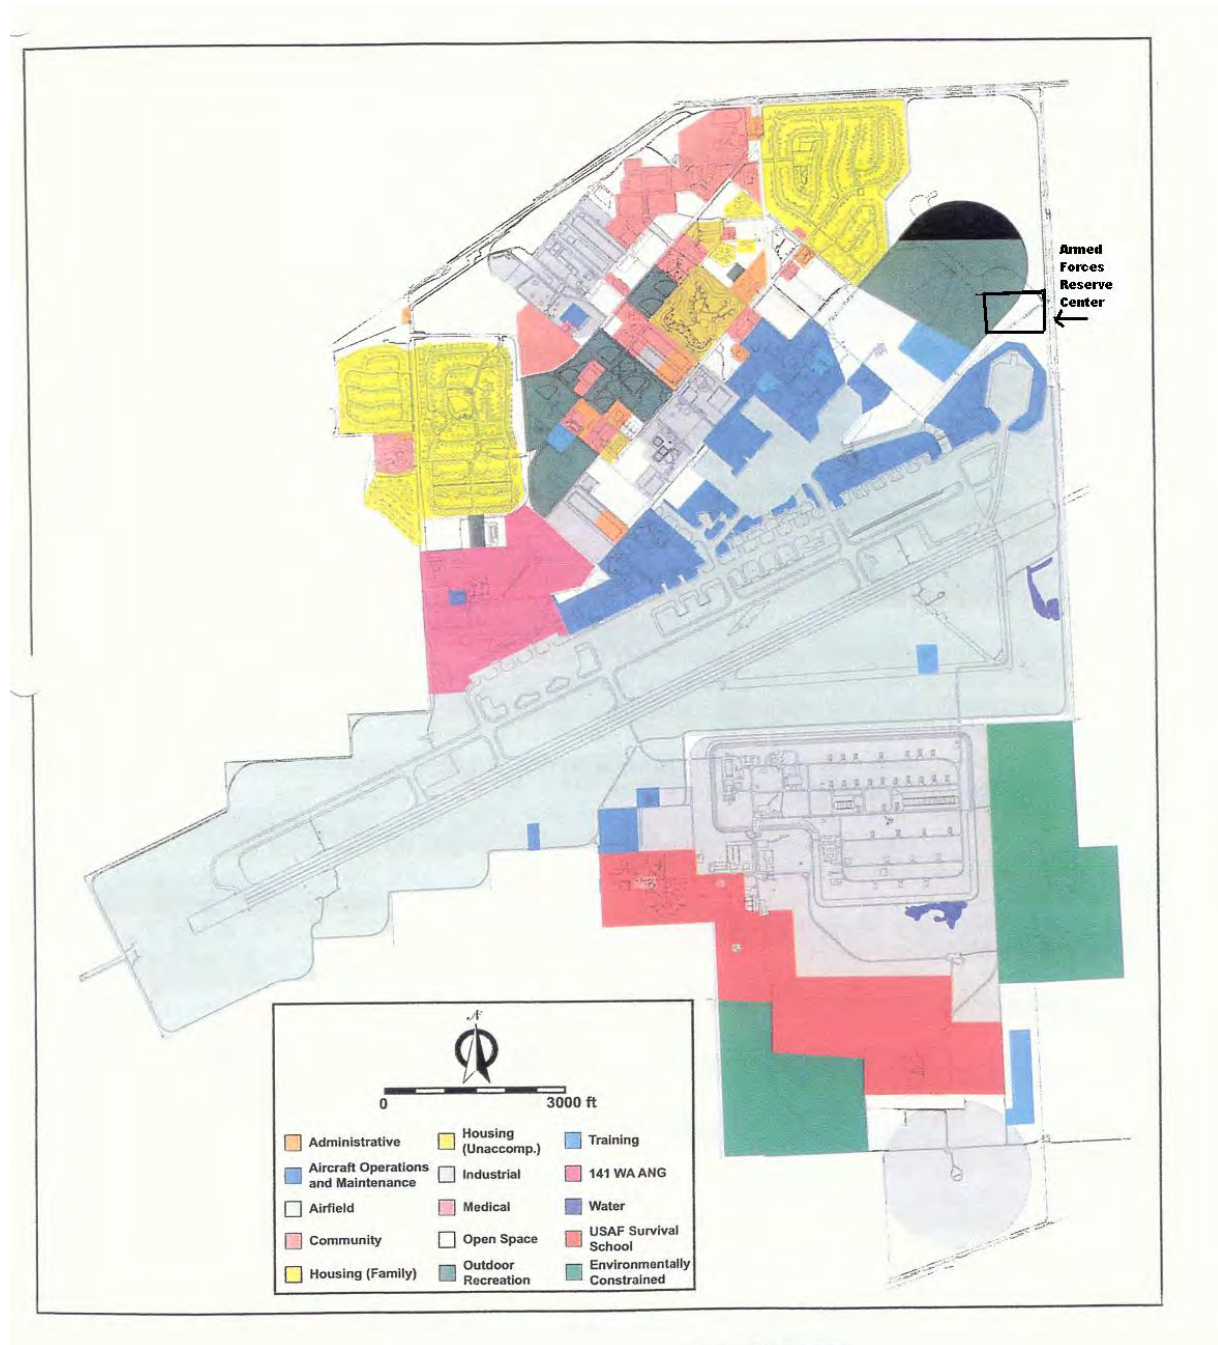 Armed
Forces
Reserve
Center
N
0
3000 ft
Administrative
Aircraft Operations
and Maintenance
Airfield
Community
Housing (Family)
Housing
(Unaccomp.)
Industrial
Medical
Open Space
Outdoor
Recreation
Training
141 WA ANG
Water
USAF Survival
School
Environmentally
Constrained